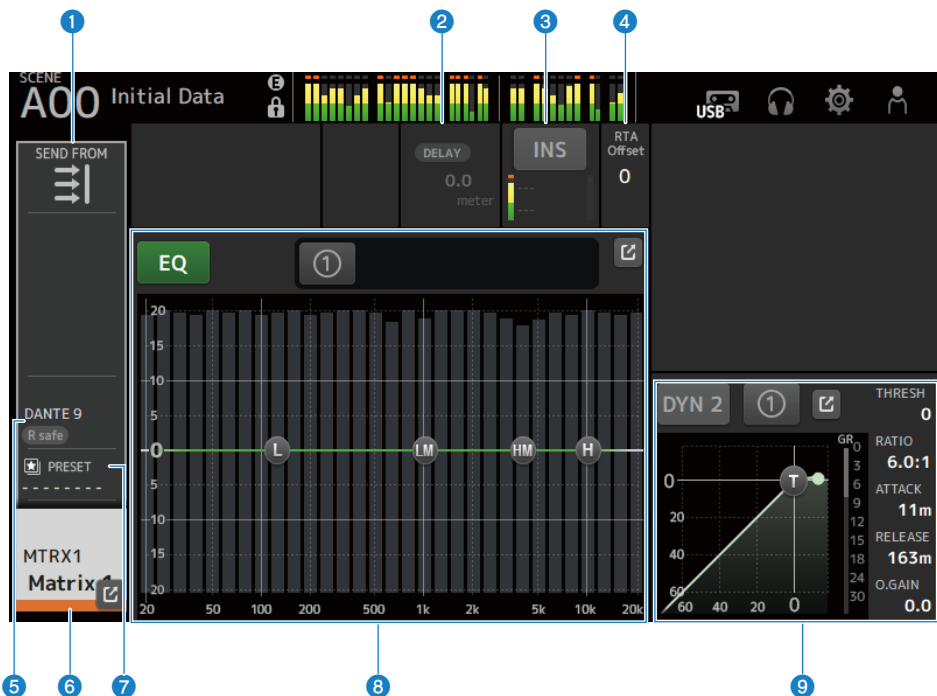 1 2 3 4
SCENE
A00 Initial Data
E
USB
SEND FROM
DELAY
0.0
meter
INS
---
---
RTA
Offset
0
EQ
1
20
15
10
5
0
5
10
15
20
20 50 100 200 500 1k 2k 5k 10k 20k
L LM HM H
DANTE 9
R safe
PRESET
--------
MTRX1
Matrix 1
DYN 2
1
THRESH
0
RATIO
6.0:1
ATTACK
11m
RELEASE
163m
O.GAIN
0.0
GR
0
3
6
9
12
15
18
24
30
T
0
20
40
60
60 40 20 0
5 6 7 8 9